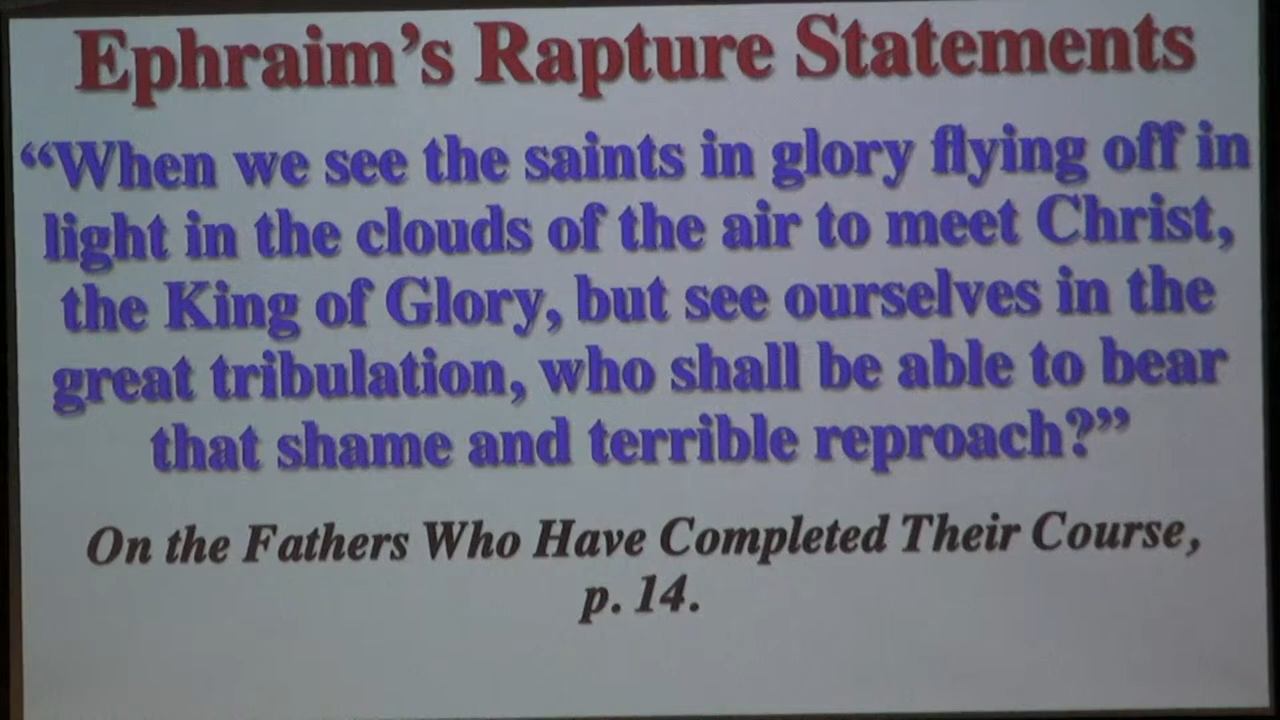 Ephraim’s Rapture Statements
“When we see the saints in glory flying off in
light in the clouds of the air to meet Christ,
the King of Glory, but see ourselves in the
great tribulation, who shall be able to bear
that shame and terrible reproach?”
On the Fathers Who Have Completed Their Course,
p. 14.